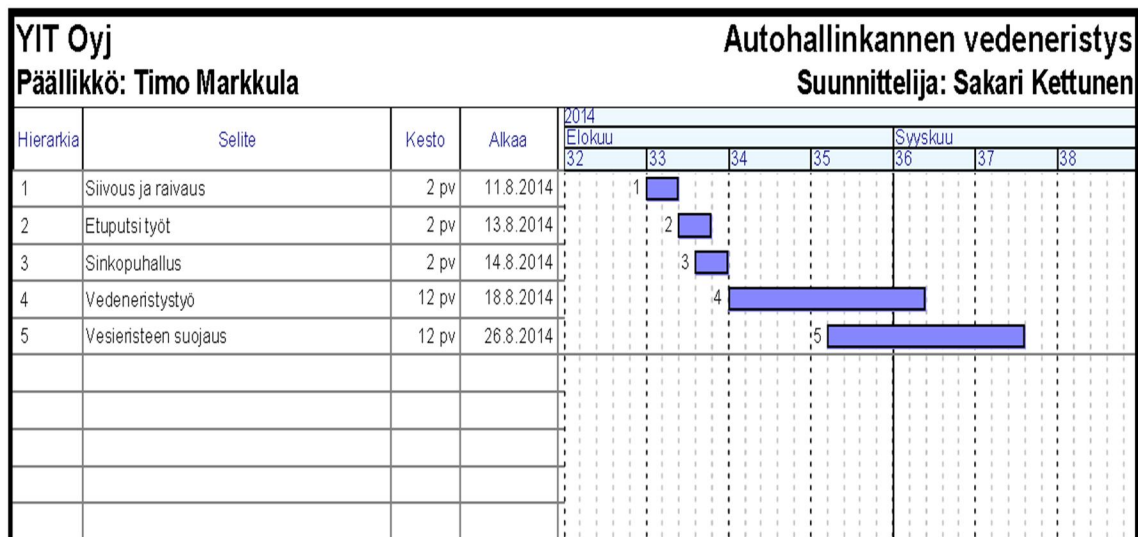 YIT Oyj Autohallinkannen vedeneristys
Päällikkö: Timo Markkula Suunnittelija: Sakari Kettunen
2014
Hierarkia Selite Kesto Alkaa Elokuu Syyskuu
32 33 34 35 36 37 38
1 Siivous ja raivaus 2 pv 11.8.2014 1
2 Etuputsi työt 2 pv 13.8.2014 2
3 Sinkopuhallus 2 pv 14.8.2014 3
4 Vedeneristystyö 12 pv 18.8.2014 4
5 Vesieristeen suojaus 12 pv 26.8.2014 5